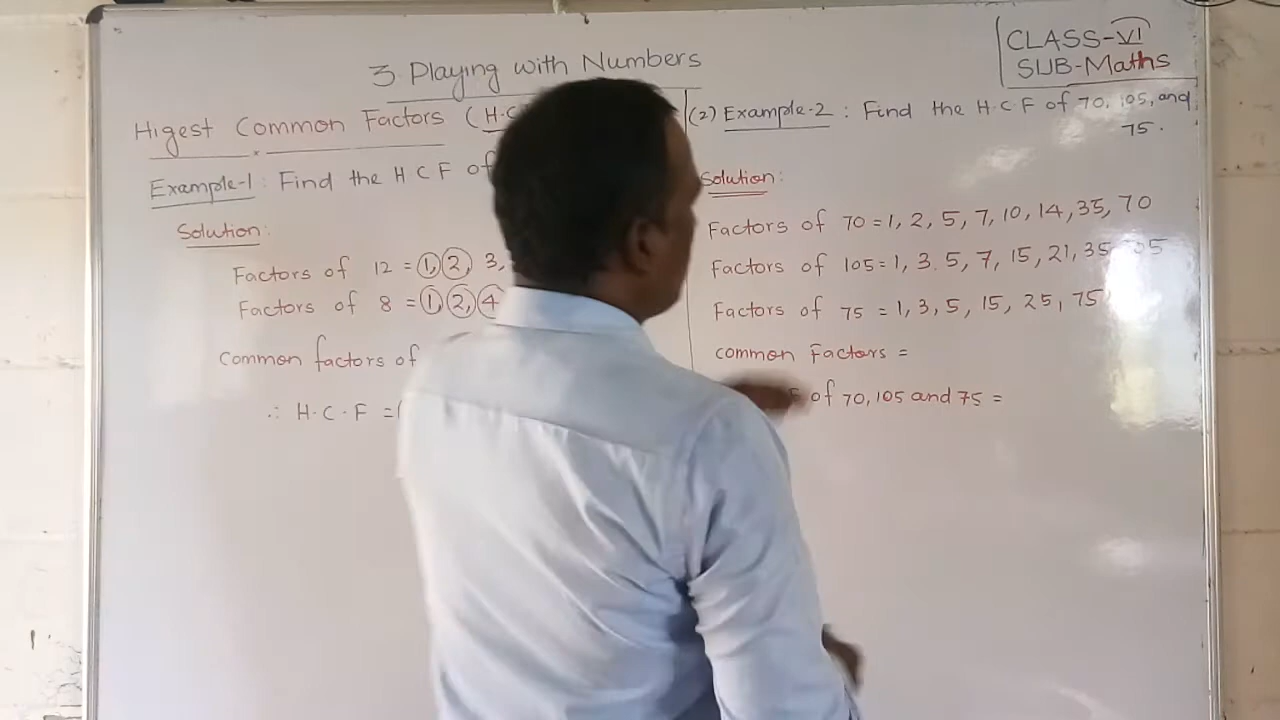 3. Playing with Numbers
CLASS-VI
SUB-Maths
Higest Common Factors (H.C
Example-1: Find the H C F of
Solution:
Factors of 12 = 1, 2, 3,
Factors of 8 = 1, 2, 4
Common factors of
∴ H.C.F =
(2) Example-2 : Find the H.C.F of 70, 105, and
75.
Solution:
Factors of 70 = 1, 2, 5, 7, 10, 14, 35, 70
Factors of 105 = 1, 3, 5, 7, 15, 21, 35, 105
Factors of 75 = 1, 3, 5, 15, 25, 75
Common Factors =
of 70, 105 and 75 =